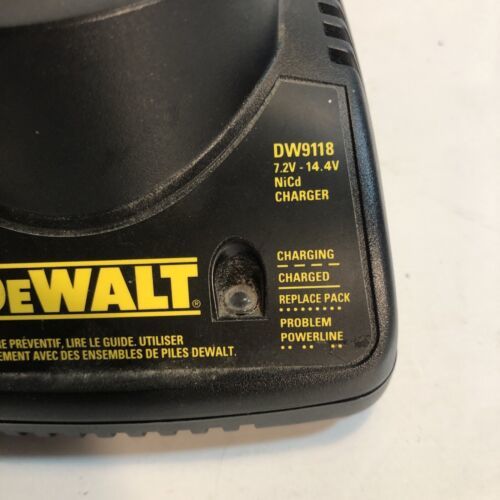 DW9118
7.2V - 14.4V
NiCd
CHARGER
CHARGING
CHARGED
REPLACE PACK
PROBLEM
POWERLINE
DEWALT®
PRÉVENTIF, LIRE LE GUIDE. UTILISER
AVEC DES ENSEMBLES DE PILES DEWALT.